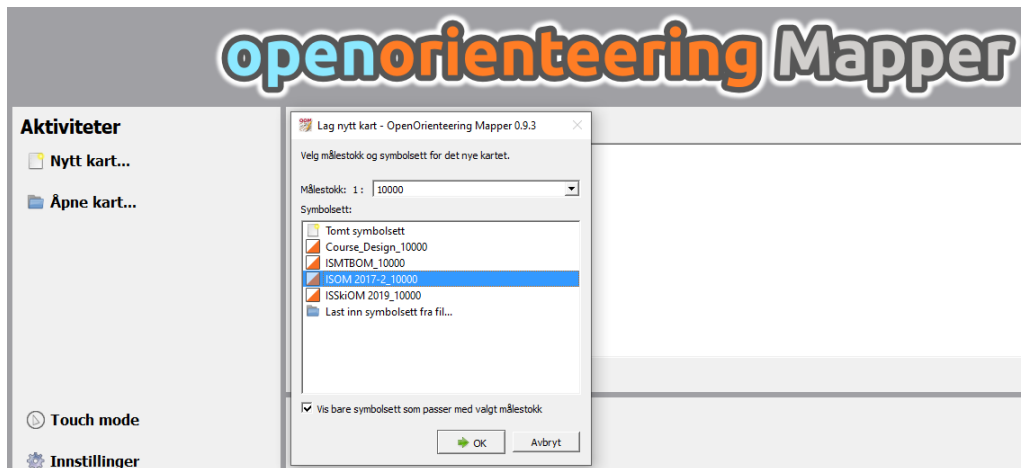 openorienteering Mapper
Aktiviteter
Nytt kart...
Åpne kart...
Touch mode
Innstillinger
OOM
Lag nytt kart - OpenOrienteering Mapper 0.9.3
Velg målestokk og symbolsett for det nye kartet.
Målestokk: 1 : 10000
Symbolsett:
Tomt symbolsett
Course_Design_10000
ISMTBOM_10000
ISOM 2017-2_10000
ISSkiOM 2019_10000
Last inn symbolsett fra fil...
Vis bare symbolsett som passer med valgt målestokk
OK Avbryt